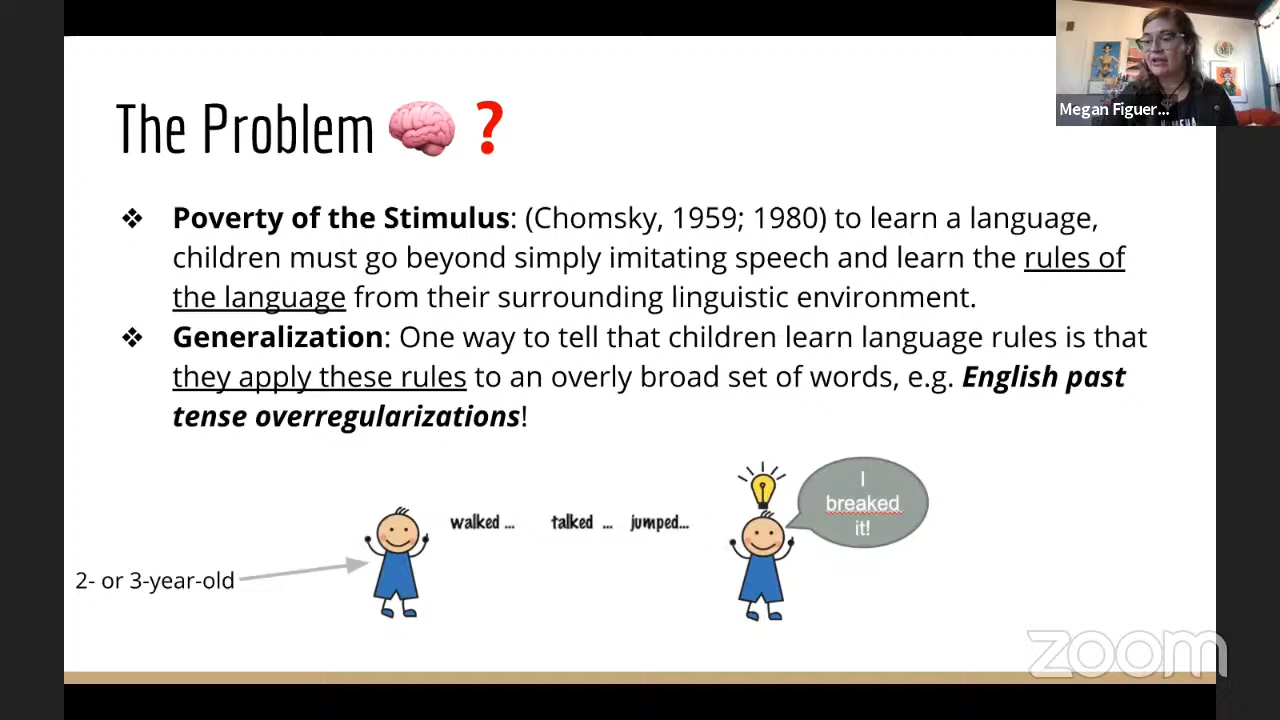 The Problem
Megan Figuer...
Poverty of the Stimulus: (Chomsky, 1959; 1980) to learn a language,
children must go beyond simply imitating speech and learn the rules of
the language from their surrounding linguistic environment.
Generalization: One way to tell that children learn language rules is that
they apply these rules to an overly broad set of words, e.g. English past
tense overregularizations!
walked ... talked ... jumped...
I
breaked
it!
2- or 3-year-old
zoom